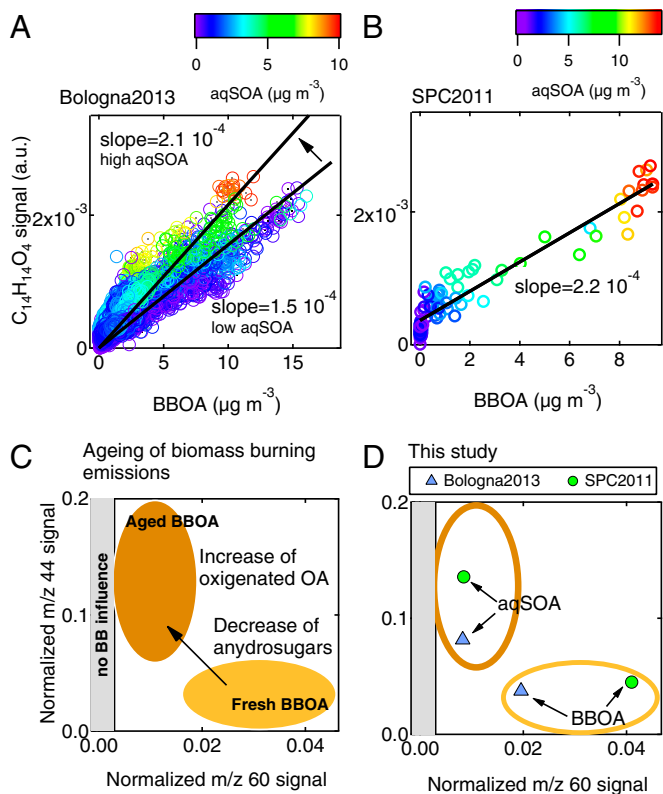 A
0
5
10
aqSOA (µg m-3)
Bologna2013
slope=2.1 10-4
high aqSOA
slope=1.5 10-4
low aqSOA
C14H14O4 signal (a.u.)
2x10-3
0
0
5
10
15
BBOA (µg m-3)
B
0
5
10
aqSOA (µg m-3)
SPC2011
slope=2.2 10-4
2x10-3
0
0
2
4
6
8
BBOA (µg m-3)
C
Ageing of biomass burning
emissions
Normalized m/z 44 signal
0.2
0.1
0.0
no BB influence
Aged BBOA
Increase of
oxigenated OA
Decrease of
anydrosugars
Fresh BBOA
0.00
0.02
0.04
Normalized m/z 60 signal
D
This study
Bologna2013
SPC2011
0.2
0.1
0.0
aqSOA
BBOA
0.00
0.02
0.04
Normalized m/z 60 signal